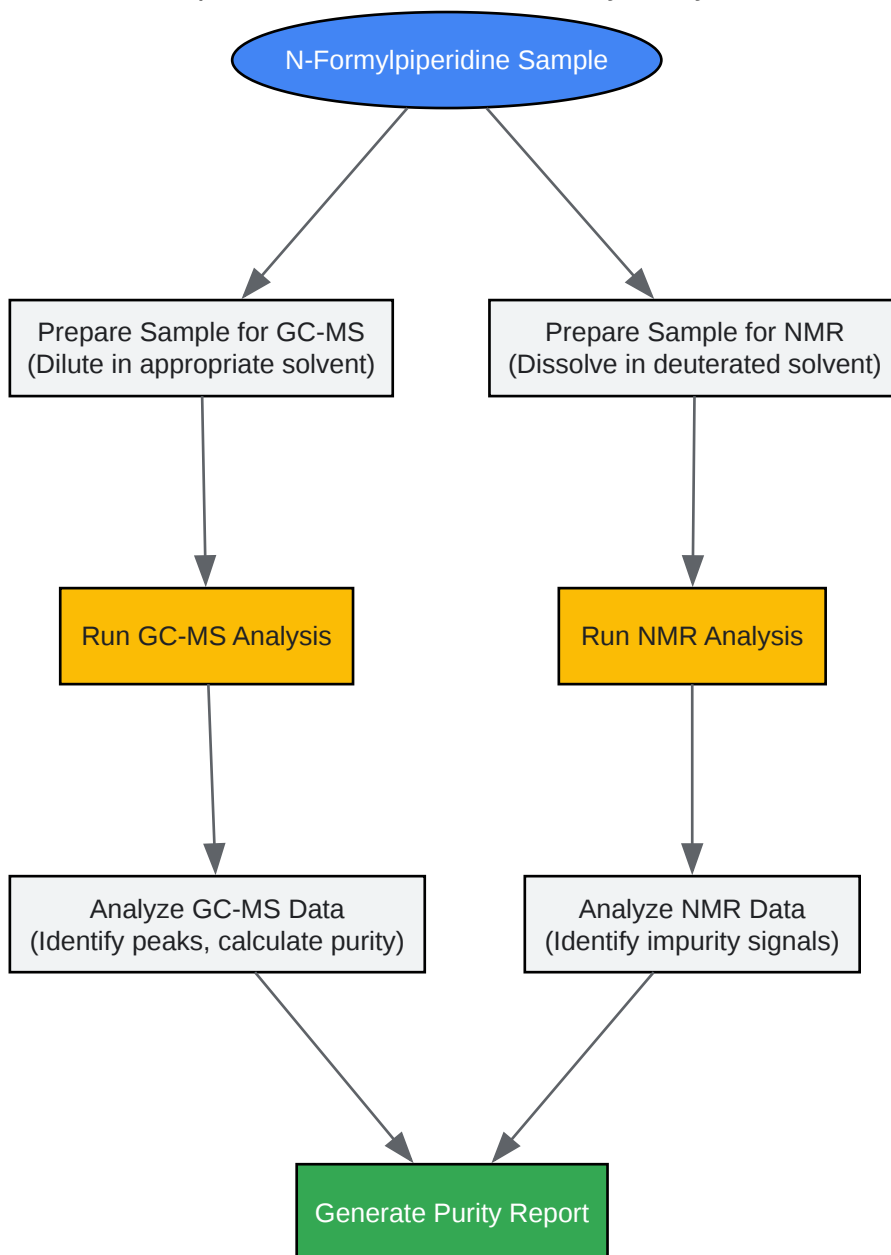 N-Formylpiperidine Sample
Prepare Sample for GC-MS
(Dilute in appropriate solvent)
Prepare Sample for NMR
(Dissolve in deuterated solvent)
Run GC-MS Analysis
Run NMR Analysis
Analyze GC-MS Data
(Identify peaks, calculate purity)
Analyze NMR Data
(Identify impurity signals)
Generate Purity Report